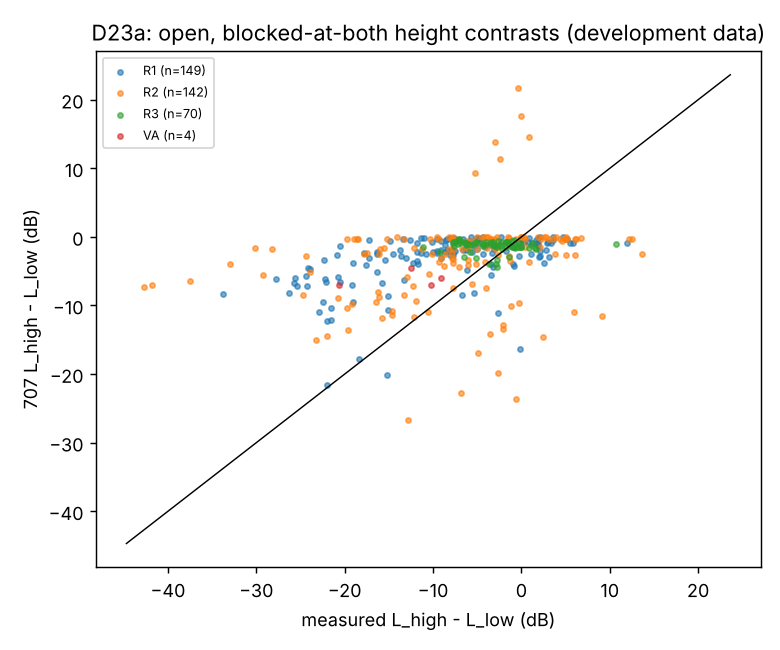 D23a: open, blocked-at-both height contrasts (development data)
R1 (n=149)
R2 (n=142)
R3 (n=70)
VA (n=4)
707 L_high - L_low (dB)
20
10
0
−10
−20
−30
−40
−40 −30 −20 −10 0 10 20
measured L_high - L_low (dB)